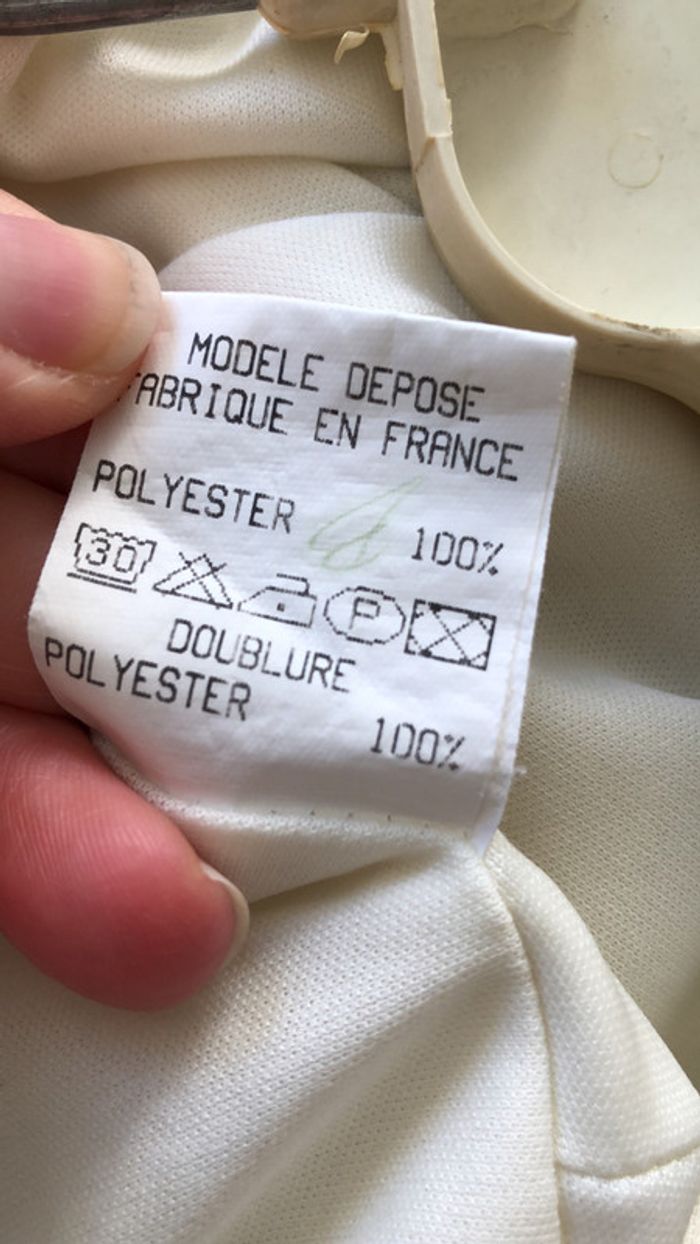 MODELE DEPOSE
FABRIQUE EN FRANCE
POLYESTER 100%
30 P
DOUBLURE
POLYESTER
100%